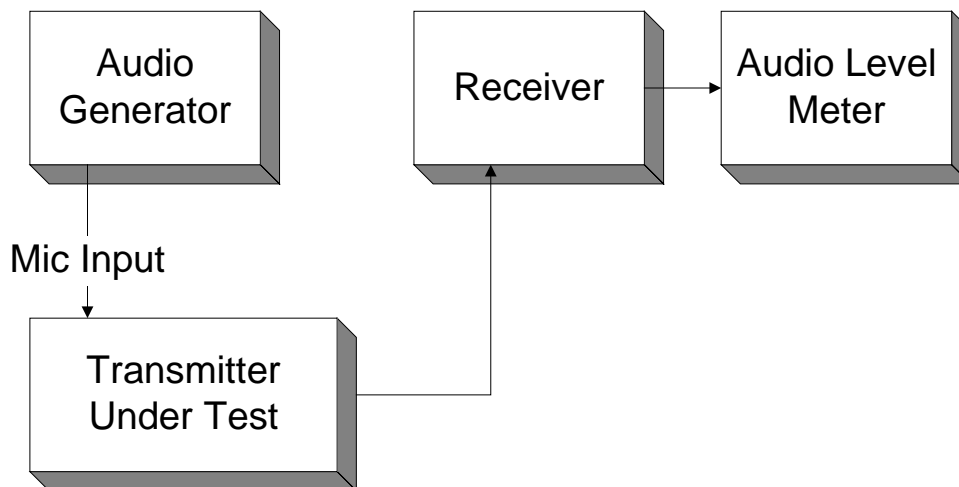 Audio
Generator
Receiver
Audio Level
Meter
Mic Input
Transmitter
Under Test